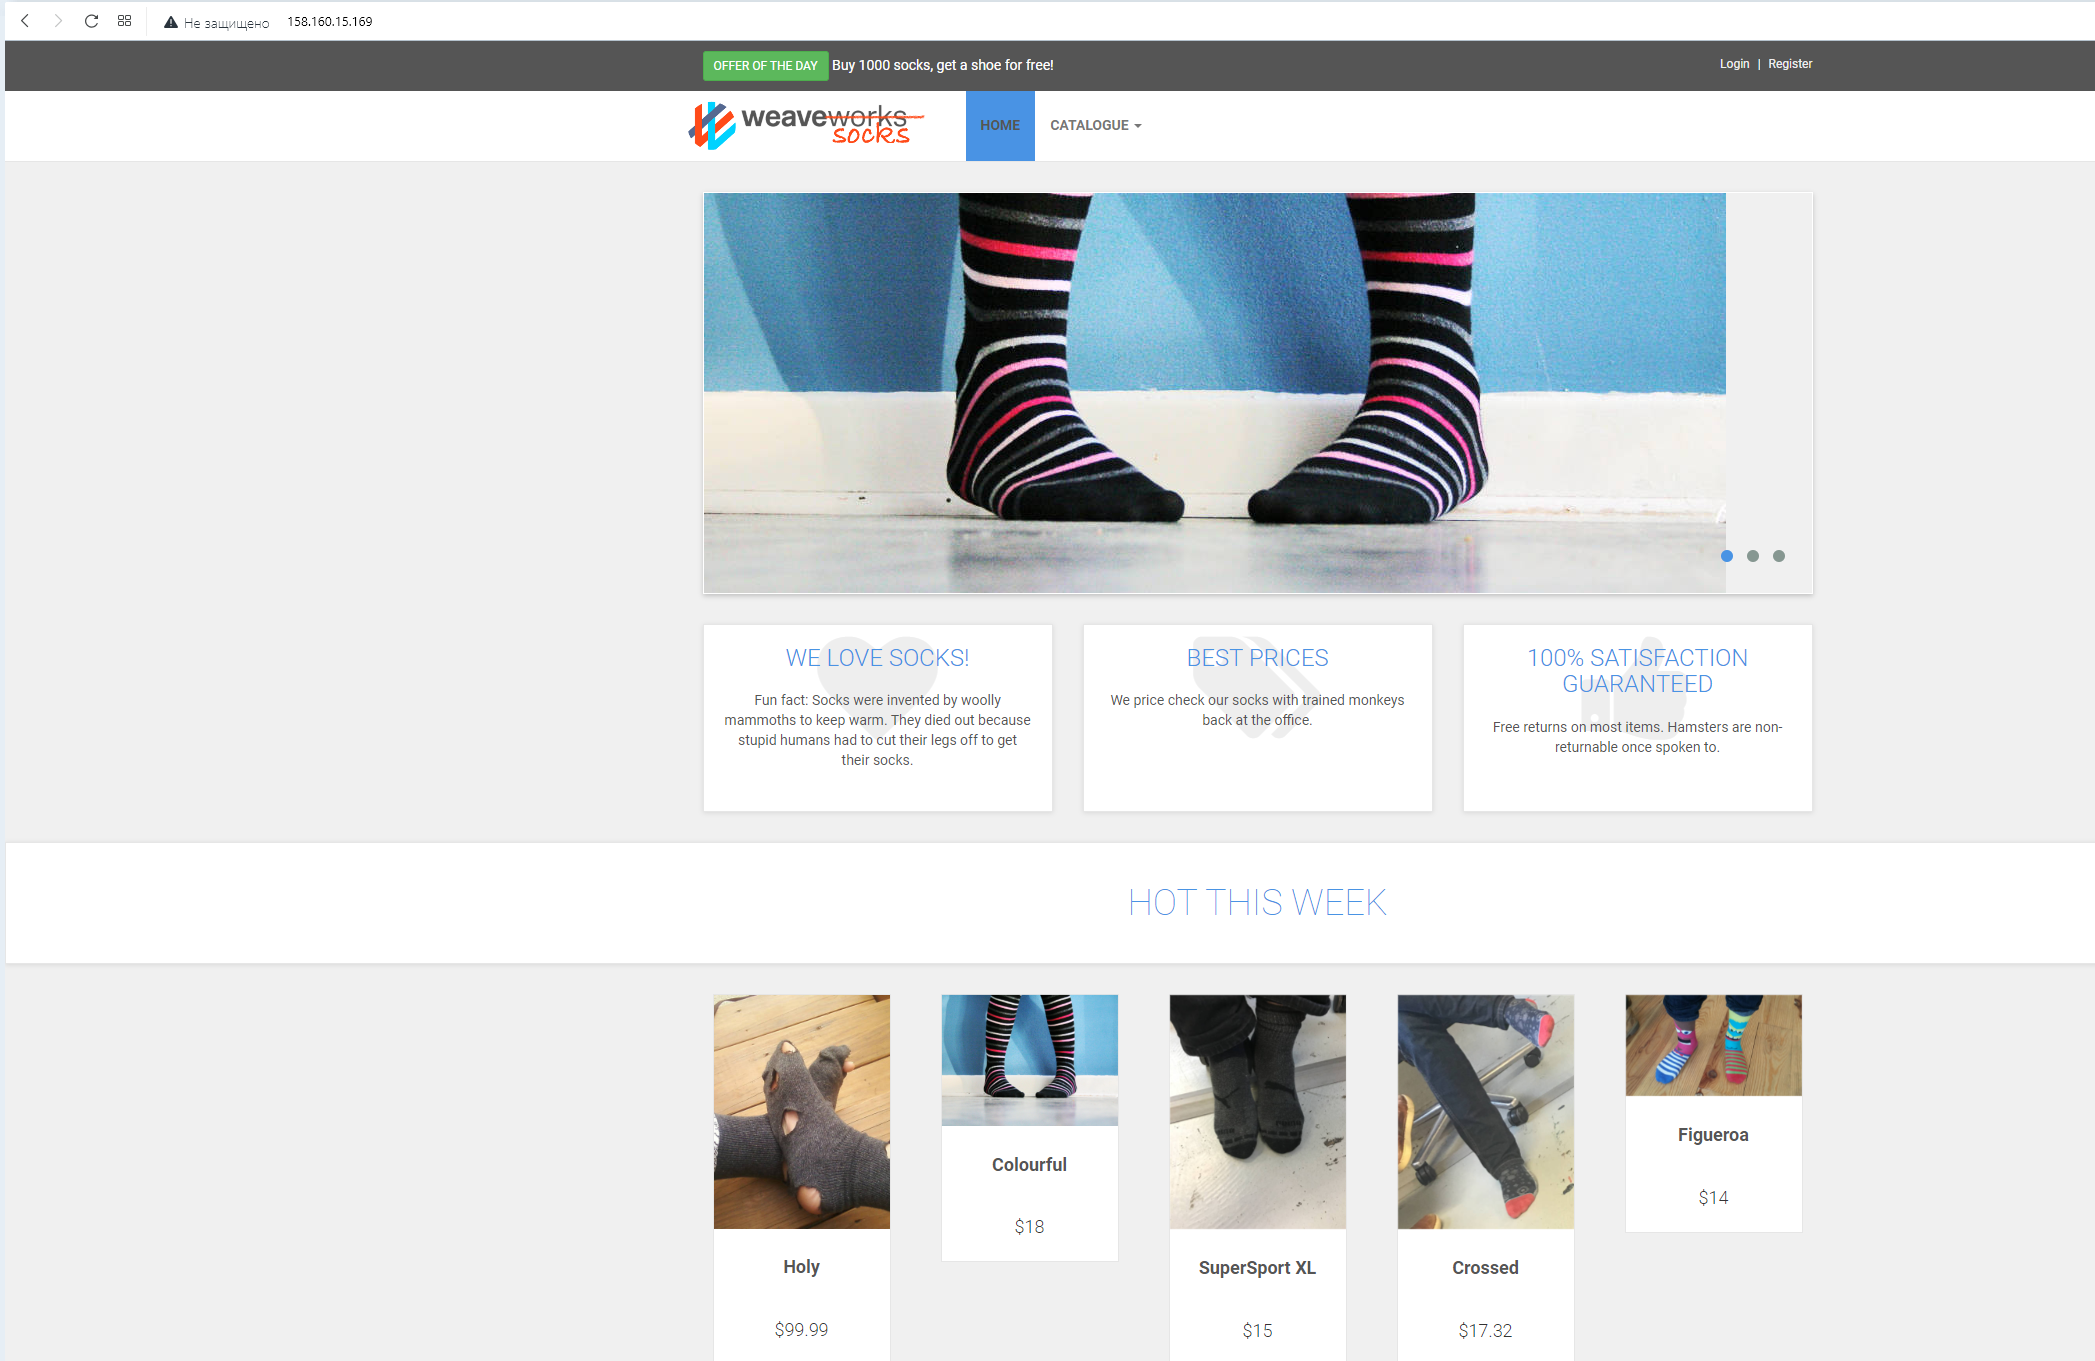 Не защищено 158.160.15.169
OFFER OF THE DAY Buy 1000 socks, get a shoe for free!
Login | Register
weaveworks
socks
HOME CATALOGUE
WE LOVE SOCKS!
Fun fact: Socks were invented by woolly
mammoths to keep warm. They died out because
stupid humans had to cut their legs off to get
their socks.
BEST PRICES
We price check our socks with trained monkeys
back at the office.
100% SATISFACTION
GUARANTEED
Free returns on most items. Hamsters are non-
returnable once spoken to.
HOT THIS WEEK
Holy
$99.99
Colourful
$18
SuperSport XL
$15
Crossed
$17.32
Figueroa
$14